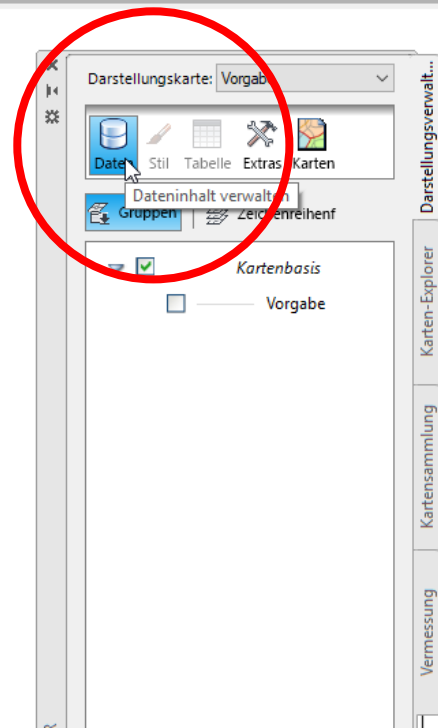 Darstellungskarte: Vorgabe
Daten Stil Tabelle Extras Karten
Dateninhalt verwalten
Gruppen Zeichenreihenf
Kartenbasis
Vorgabe
Darstellungsverwalt...
Karten-Explorer
Kartensammlung
Vermessung